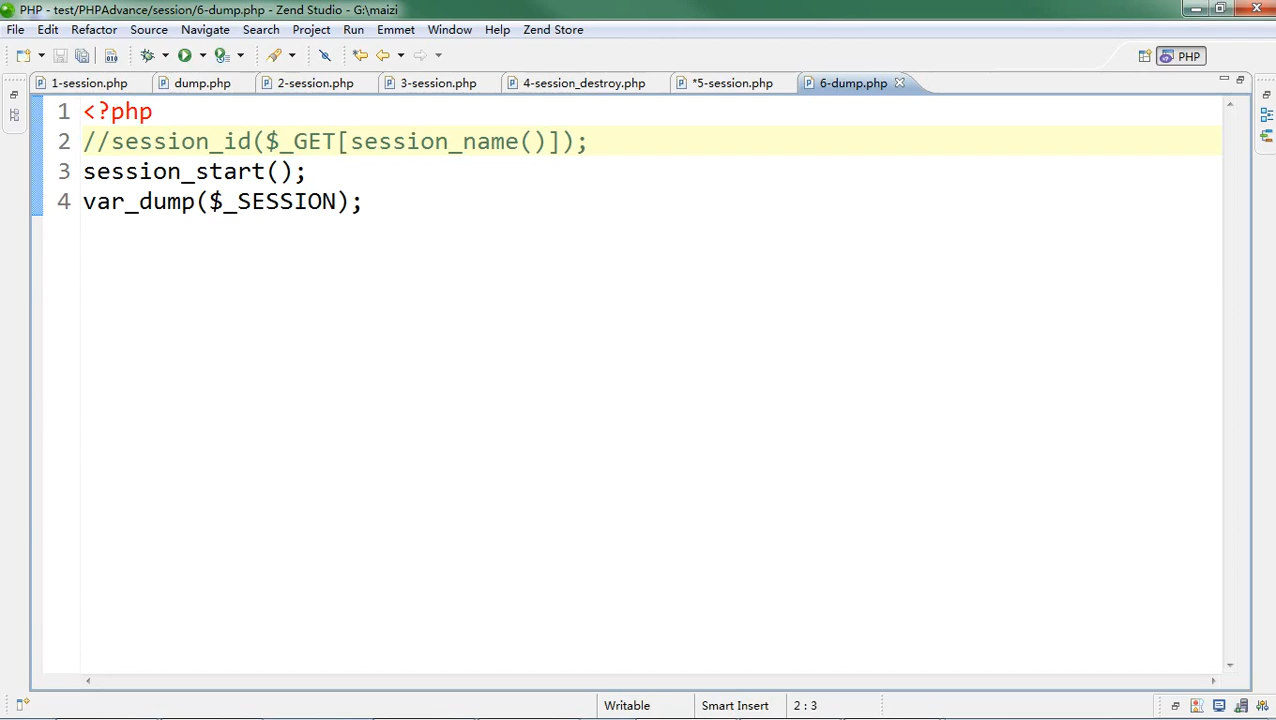 PHP - test/PHPAdvance/session/6-dump.php - Zend Studio - G:\maizi
File Edit Refactor Source Navigate Search Project Run Emmet Window Help Zend Store
PHP
1-session.php dump.php 2-session.php 3-session.php 4-session_destroy.php *5-session.php 6-dump.php
1 <?php
2 //session_id($_GET[session_name()]);
3 session_start();
4 var_dump($_SESSION);
Writable Smart Insert 2 : 3